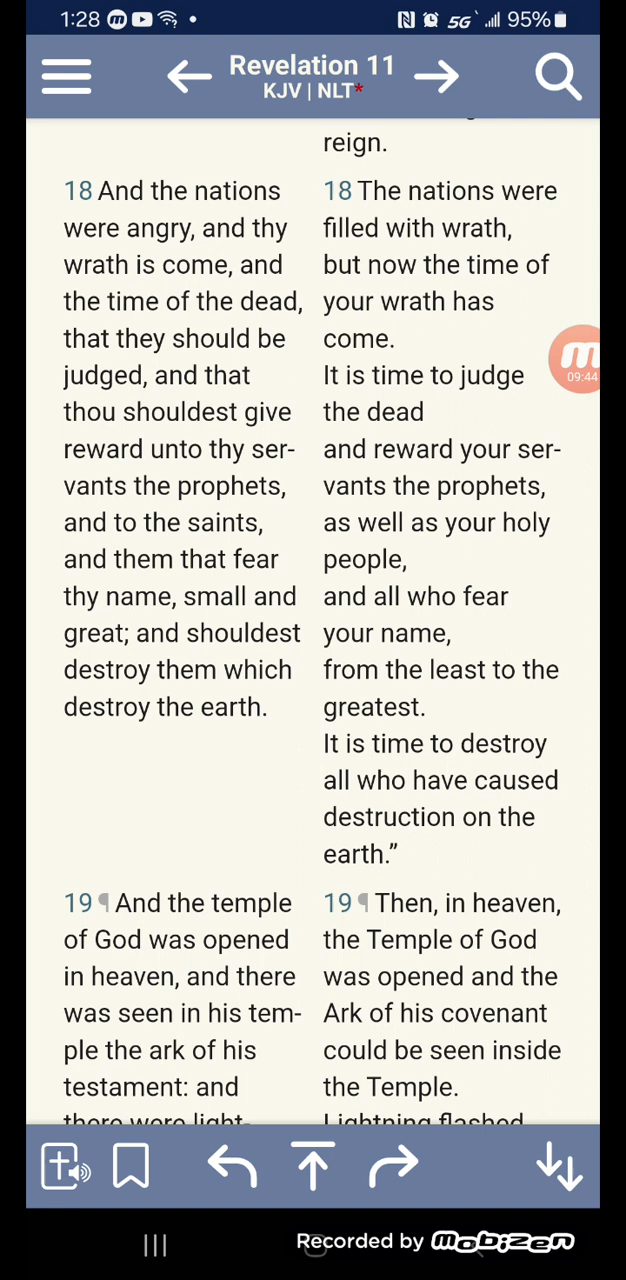 1:28 5G 95%
Revelation 11
KJV | NLT*
reign.
18 And the nations
were angry, and thy
wrath is come, and
the time of the dead,
that they should be
judged, and that
thou shouldest give
reward unto thy ser-
vants the prophets,
and to the saints,
and them that fear
thy name, small and
great; and shouldest
destroy them which
destroy the earth.
18 The nations were
filled with wrath,
but now the time of
your wrath has
come.
It is time to judge
the dead
and reward your ser-
vants the prophets,
as well as your holy
people,
and all who fear
your name,
from the least to the
greatest.
It is time to destroy
all who have caused
destruction on the
earth.”
m
09:44
19 ¶ And the temple
of God was opened
in heaven, and there
was seen in his tem-
ple the ark of his
testament: and
there were light-
19 ¶ Then, in heaven,
the Temple of God
was opened and the
Ark of his covenant
could be seen inside
the Temple.
Lightning flashed
Recorded by Mobizen